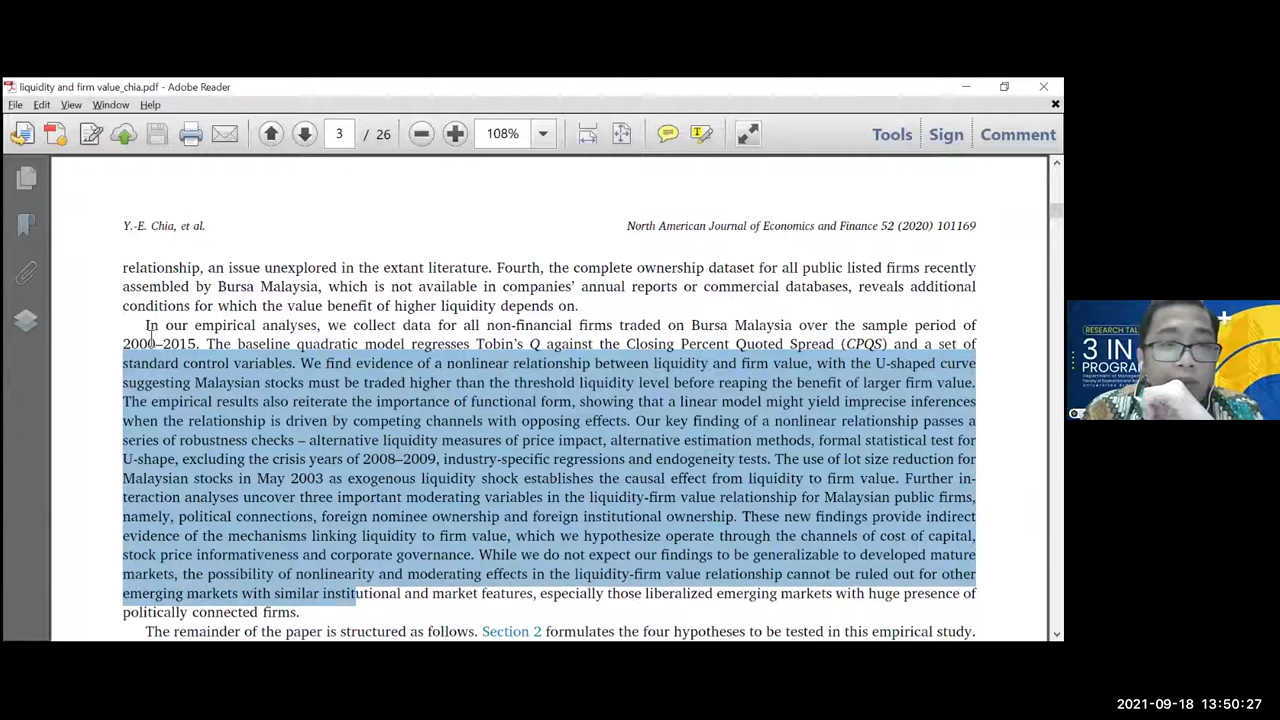 liquidity and firm value_chia.pdf - Adobe Reader
File Edit View Window Help
3 / 26 108% Tools Sign Comment
Y.-E. Chia, et al. North American Journal of Economics and Finance 52 (2020) 101169
relationship, an issue unexplored in the extant literature. Fourth, the complete ownership dataset for all public listed firms recently
assembled by Bursa Malaysia, which is not available in companies' annual reports or commercial databases, reveals additional
conditions for which the value benefit of higher liquidity depends on.
In our empirical analyses, we collect data for all non-financial firms traded on Bursa Malaysia over the sample period of
2000–2015. The baseline quadratic model regresses Tobin's Q against the Closing Percent Quoted Spread (CPQS) and a set of
standard control variables. We find evidence of a nonlinear relationship between liquidity and firm value, with the U-shaped curve
suggesting Malaysian stocks must be traded higher than the threshold liquidity level before reaping the benefit of larger firm value.
The empirical results also reiterate the importance of functional form, showing that a linear model might yield imprecise inferences
when the relationship is driven by competing channels with opposing effects. Our key finding of a nonlinear relationship passes a
series of robustness checks – alternative liquidity measures of price impact, alternative estimation methods, formal statistical test for
U-shape, excluding the crisis years of 2008–2009, industry-specific regressions and endogeneity tests. The use of lot size reduction for
Malaysian stocks in May 2003 as exogenous liquidity shock establishes the causal effect from liquidity to firm value. Further in-
teraction analyses uncover three important moderating variables in the liquidity-firm value relationship for Malaysian public firms,
namely, political connections, foreign nominee ownership and foreign institutional ownership. These new findings provide indirect
evidence of the mechanisms linking liquidity to firm value, which we hypothesize operate through the channels of cost of capital,
stock price informativeness and corporate governance. While we do not expect our findings to be generalizable to developed mature
markets, the possibility of nonlinearity and moderating effects in the liquidity-firm value relationship cannot be ruled out for other
emerging markets with similar institutional and market features, especially those liberalized emerging markets with huge presence of
politically connected firms.
The remainder of the paper is structured as follows. Section 2 formulates the four hypotheses to be tested in this empirical study.
RESEARCH TAL
3 IN
PROGRA
2021-09-18 13:50:27